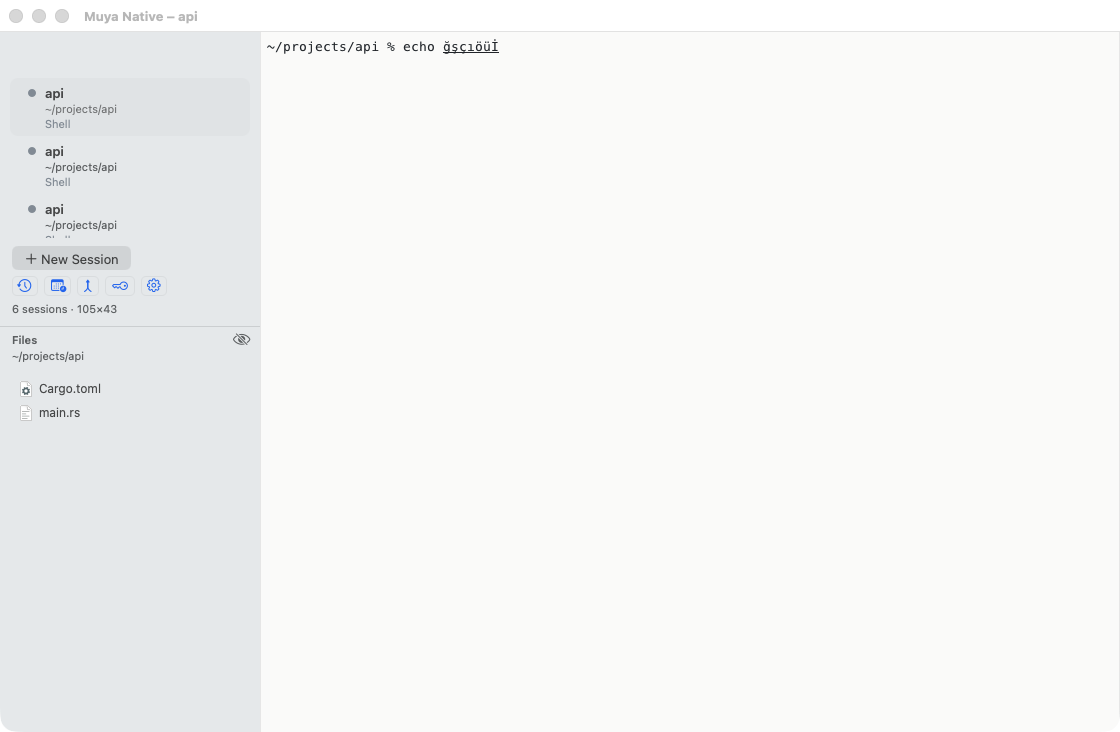 Muya Native – api
api
~/projects/api
Shell
api
~/projects/api
Shell
api
~/projects/api
+ New Session
6 sessions · 105×43
Files
~/projects/api
Cargo.toml
main.rs
~/projects/api % echo ğşçıöüİ